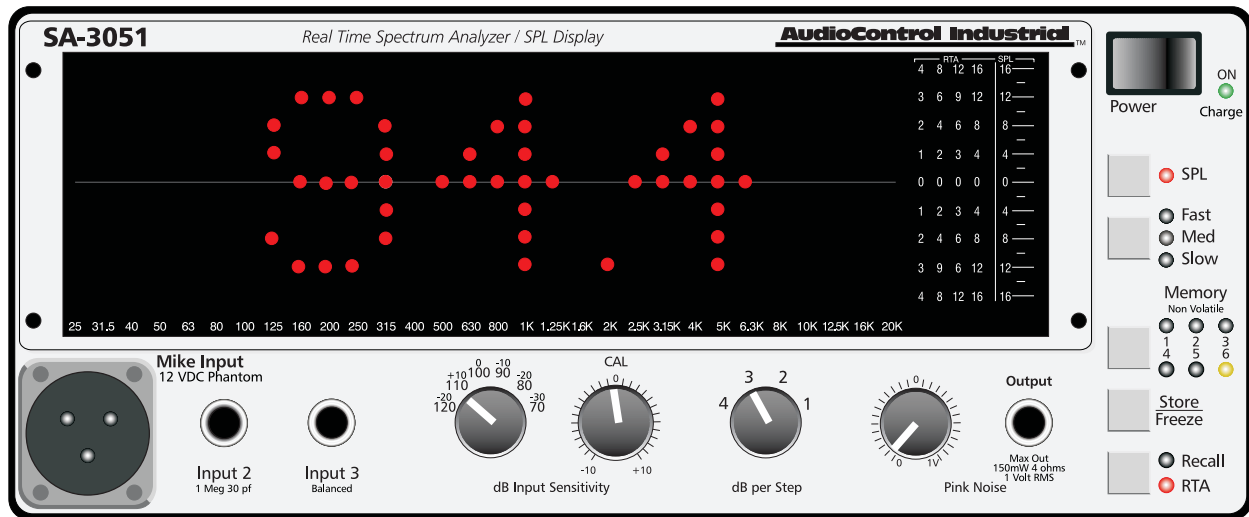 SA-3051 Real Time Spectrum Analyzer / SPL Display AudioControl Industrial TM
RTA SPL
4 8 12 16 16
3 6 9 12 12
2 4 6 8 8
1 2 3 4 4
0 0 0 0 0
1 2 3 4 4
2 4 6 8 8
3 9 6 12 12
4 8 12 16 16
94.4
25 31.5 40 50 63 80 100 125 160 200 250 315 400 500 630 800 1K 1.25K 1.6K 2K 2.5K 3.15K 4K 5K 6.3K 8K 10K 12.5K 16K 20K
Power
ON
Charge
SPL
Fast
Med
Slow
Memory
Non Volatile
1 2 3
4 5 6
Store
Freeze
Recall
RTA
Mike Input
12 VDC Phantom
Input 2
1 Meg 30 pf
Input 3
Balanced
-20 +10 0 -10 -20 -30
120 110 100 90 80 70
dB Input Sensitivity
CAL
0
-10 +10
4 3 2 1
dB per Step
0
0 1V
Pink Noise
Output
Max Out
150mW 4 ohms
1 Volt RMS